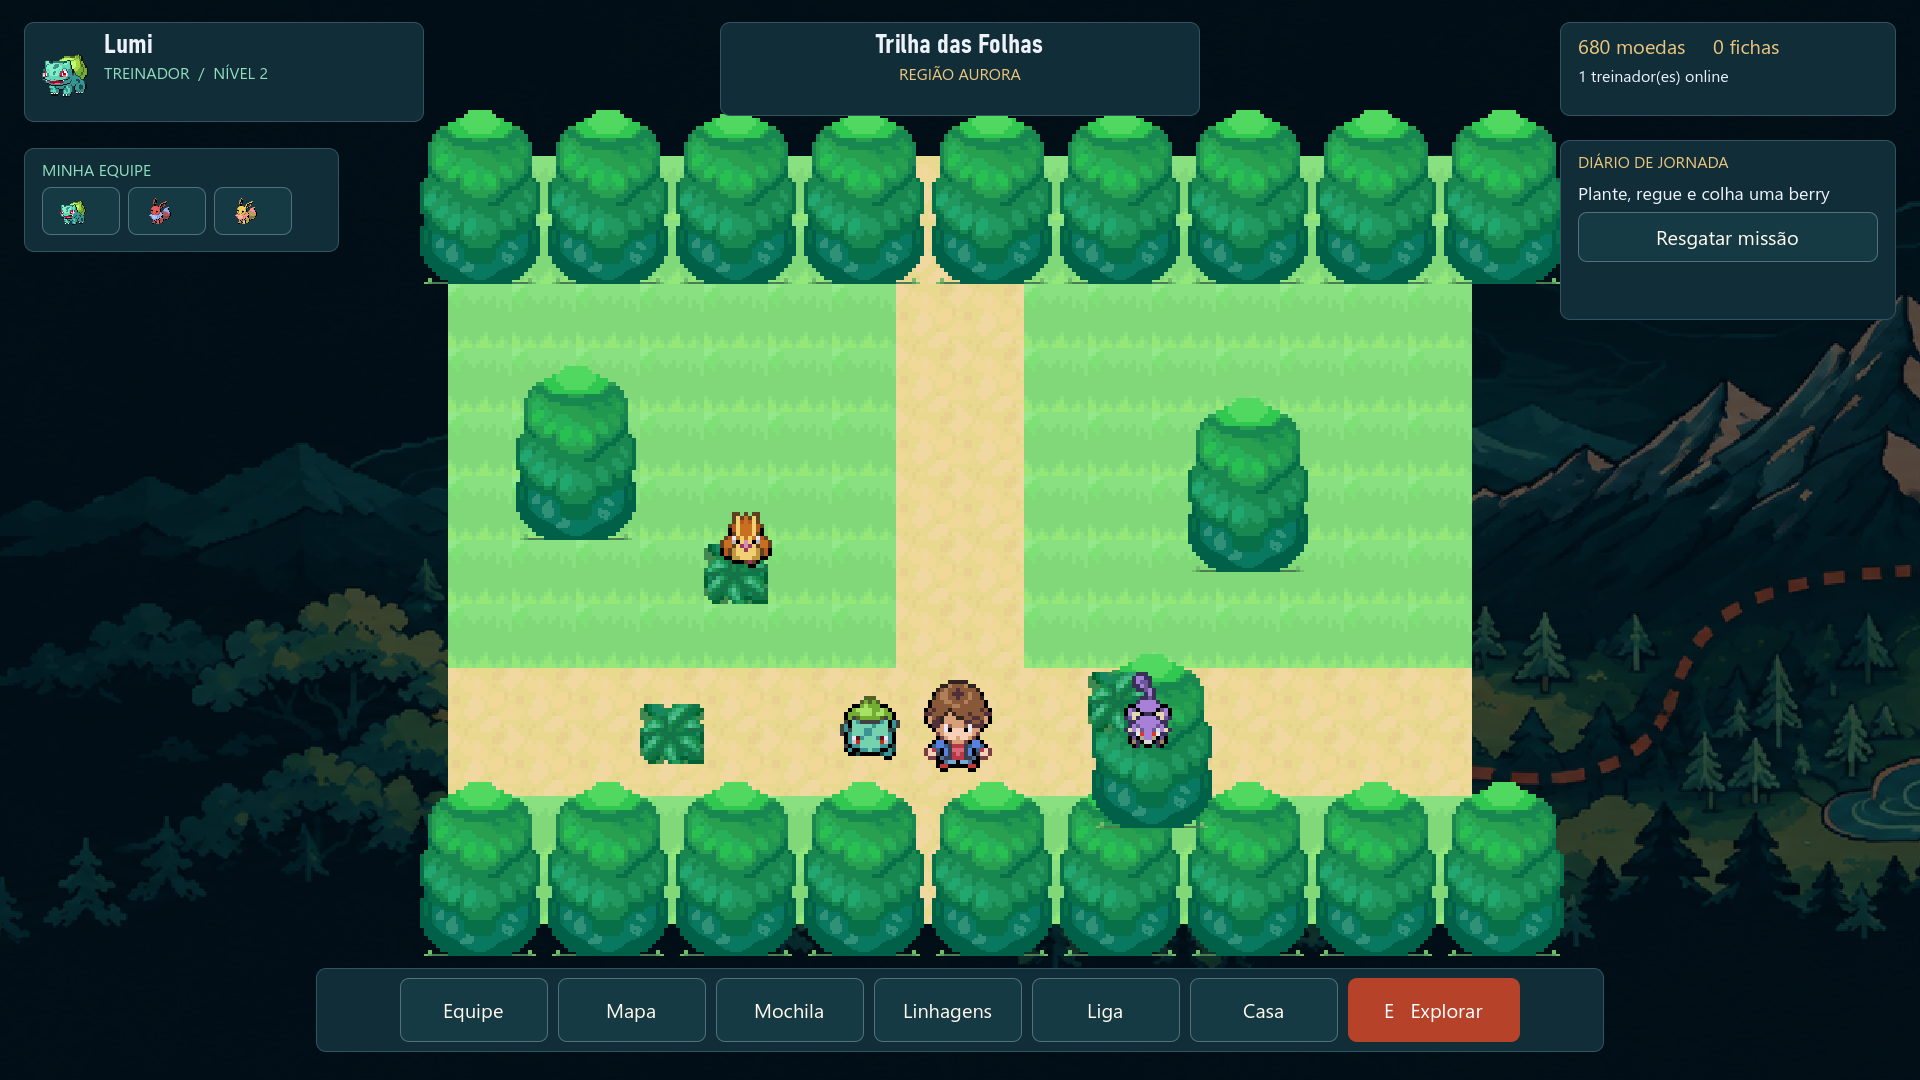 Lumi
TREINADOR / NÍVEL 2
Trilha das Folhas
REGIÃO AURORA
680 moedas 0 fichas
1 treinador(es) online
MINHA EQUIPE
DIÁRIO DE JORNADA
Plante, regue e colha uma berry
Resgatar missão
Equipe
Mapa
Mochila
Linhagens
Liga
Casa
E Explorar